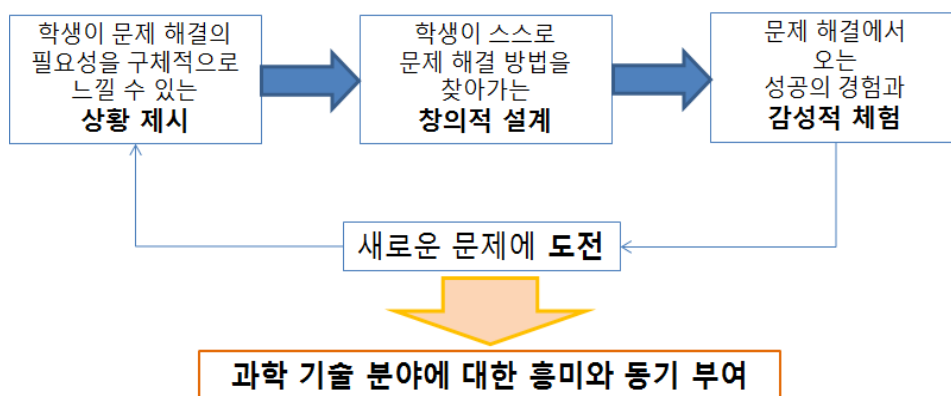 학생이 문제 해결의
필요성을 구체적으로
느낄 수 있는
상황 제시
학생이 스스로
문제 해결 방법을
찾아가는
창의적 설계
문제 해결에서
오는
성공의 경험과
감성적 체험
새로운 문제에 도전
과학 기술 분야에 대한 흥미와 동기 부여